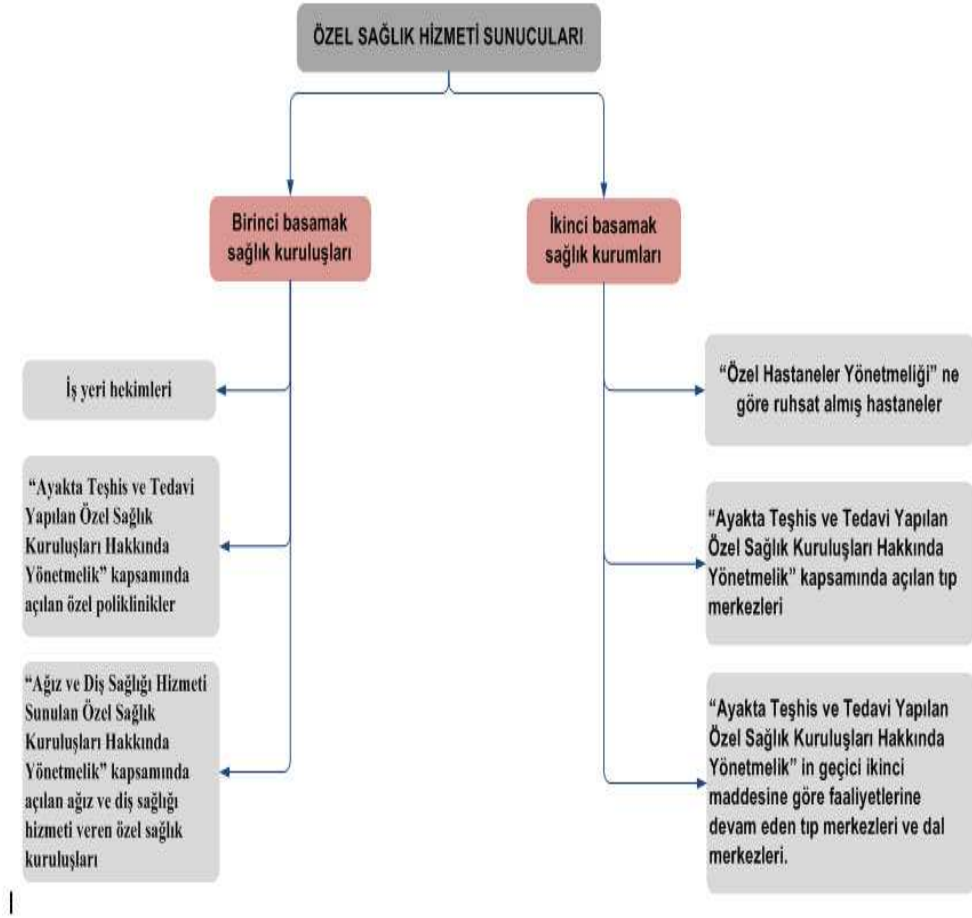 ÖZEL SAĞLIK HİZMETİ SUNUCULARI
Birinci basamak
sağlık kuruluşları
İkinci basamak
sağlık kurumları
İş yeri hekimleri
“Ayakta Teşhis ve Tedavi
Yapılan Özel Sağlık
Kuruluşları Hakkında
Yönetmelik” kapsamında
açılan özel poliklinikler
“Ağız ve Diş Sağlığı Hizmeti
Sunulan Özel Sağlık
Kuruluşları Hakkında
Yönetmelik” kapsamında
açılan ağız ve diş sağlığı
hizmeti veren özel sağlık
kuruluşları
“Özel Hastaneler Yönetmeliği” ne
göre ruhsat almış hastaneler
“Ayakta Teşhis ve Tedavi Yapılan
Özel Sağlık Kuruluşları Hakkında
Yönetmelik” kapsamında açılan tıp
merkezleri
“Ayakta Teşhis ve Tedavi Yapılan
Özel Sağlık Kuruluşları Hakkında
Yönetmelik” in geçici ikinci
maddesine göre faaliyetlerine
devam eden tıp merkezleri ve dal
merkezleri.